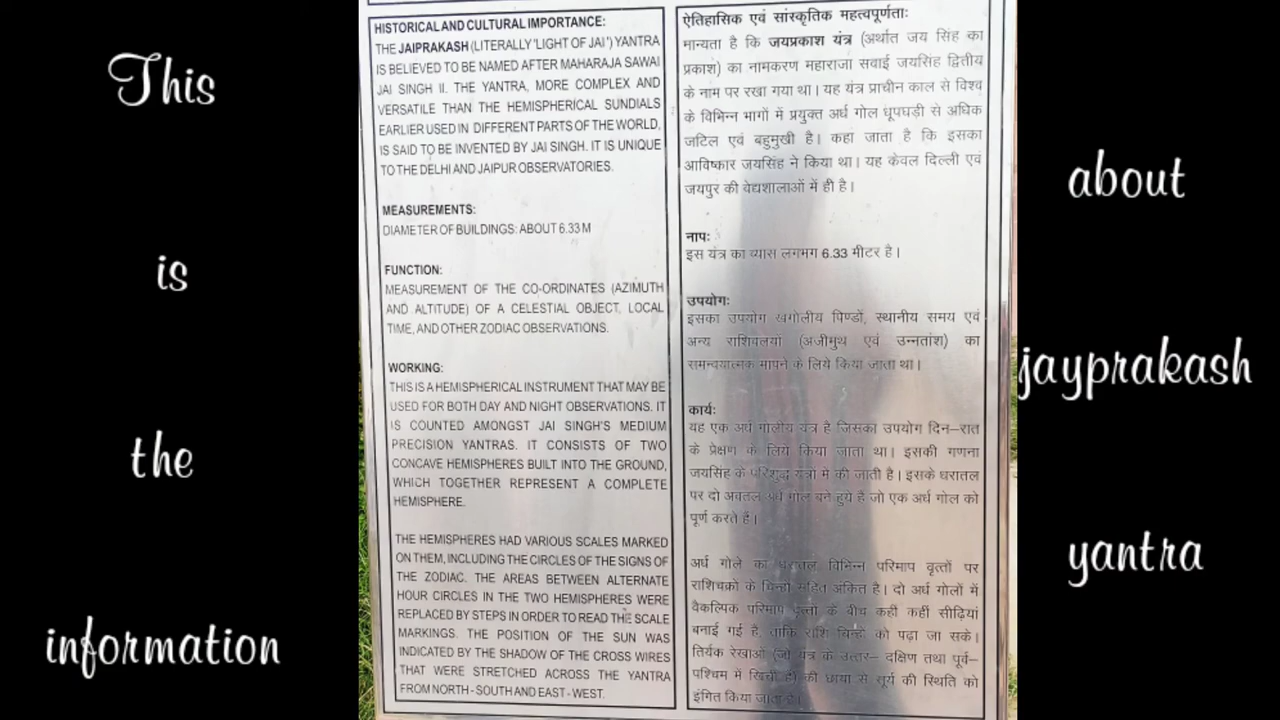 This
is
the
information
HISTORICAL AND CULTURAL IMPORTANCE:
THE JAIPRAKASH (LITERALLY 'LIGHT OF JAI') YANTRA
IS BELIEVED TO BE NAMED AFTER MAHARAJA SAWAI
JAI SINGH II. THE YANTRA, MORE COMPLEX AND
VERSATILE THAN THE HEMISPHERICAL SUNDIALS
EARLIER USED IN DIFFERENT PARTS OF THE WORLD,
IS SAID TO BE INVENTED BY JAI SINGH. IT IS UNIQUE
TO THE DELHI AND JAIPUR OBSERVATORIES.
MEASUREMENTS:
DIAMETER OF BUILDINGS: ABOUT 6.33 M
FUNCTION:
MEASUREMENT OF THE CO-ORDINATES (AZIMUTH
AND ALTITUDE) OF A CELESTIAL OBJECT, LOCAL
TIME, AND OTHER ZODIAC OBSERVATIONS.
WORKING:
THIS IS A HEMISPHERICAL INSTRUMENT THAT MAY BE
USED FOR BOTH DAY AND NIGHT OBSERVATIONS. IT
IS COUNTED AMONGST JAI SINGH'S MEDIUM
PRECISION YANTRAS. IT CONSISTS OF TWO
CONCAVE HEMISPHERES BUILT INTO THE GROUND,
WHICH TOGETHER REPRESENT A COMPLETE
HEMISPHERE.
THE HEMISPHERES HAD VARIOUS SCALES MARKED
ON THEM, INCLUDING THE CIRCLES OF THE SIGNS OF
THE ZODIAC. THE AREAS BETWEEN ALTERNATE
HOUR CIRCLES IN THE TWO HEMISPHERES WERE
REPLACED BY STEPS IN ORDER TO READ THE SCALE
MARKINGS. THE POSITION OF THE SUN WAS
INDICATED BY THE SHADOW OF THE CROSS WIRES
THAT WERE STRETCHED ACROSS THE YANTRA
FROM NORTH - SOUTH AND EAST - WEST.
ऐतिहासिक एवं सांस्कृतिक महत्वपूर्णताः
मान्यता है कि जयप्रकाश यंत्र (अर्थात जय सिंह का
प्रकाश) का नामकरण महाराजा सवाई जयसिंह द्वितीय
के नाम पर रखा गया था। यह यंत्र प्राचीन काल से विश्व
के विभिन्न भागों में प्रयुक्त अर्ध गोल धूपघड़ी से अधिक
जटिल एवं बहुमुखी है। कहा जाता है कि इसका
आविष्कार जयसिंह ने किया था। यह केवल दिल्ली एवं
जयपुर की वेद्यशालाओं में ही है।
नापः
इस यंत्र का व्यास लगभग 6.33 मीटर है।
उपयोगः
इसका उपयोग खगोलीय पिण्डों, स्थानीय समय एवं
अन्य राशिवलयों (अजीमुथ एवं उन्नतांश) का
समन्वयात्मक मापने के लिये किया जाता था।
कार्यः
यह एक अर्ध गोलीय यंत्र है जिसका उपयोग दिन–रात
के प्रेक्षण के लिये किया जाता था। इसकी गणना
जयसिंह के परिशुद्ध यंत्रों में की जाती है। इसके धरातल
पर दो अवतल अर्ध गोल बने हुये है जो एक अर्ध गोल को
पूर्ण करते हैं।
अर्ध गोले का धरातल विभिन्न परिमाप वृत्तों पर
राशिचक्रों के चिन्हों सहित अंकित है। दो अर्ध गोलों में
वैकल्पिक परिमाप वृत्तों के बीच कहीं कहीं सीढ़ियां
बनाई गई है, ताकि राशि चिन्हों को पढ़ा जा सके।
तिर्यक रेखाओं (जो यंत्र के उत्तर– दक्षिण तथा पूर्व–
पश्चिम में खिंची है) की छाया से सूर्य की स्थिति को
इंगित किया जाता है।
about
jayprakash
yantra